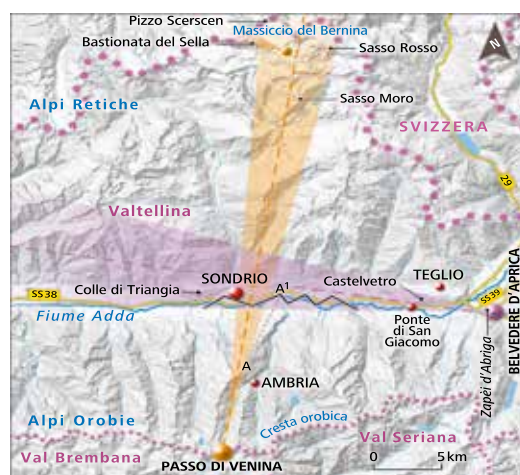 Pizzo Scerscen
Massiccio del Bernina
Bastionata del Sella
Sasso Rosso
N
Sasso Moro
Alpi Retiche
SVIZZERA
29
Valtellina
SONDRIO
A1
Castelvetro
TEGLIO
Colle di Triangia
SS38
SS39
Fiume Adda
Ponte
di San
Giacomo
BELVEDERE D'APRICA
Zapèi d'Abriga
A
AMBRIA
Alpi Orobie
Cresta orobica
Val Seriana
Val Brembana
PASSO DI VENINA
0 5 km